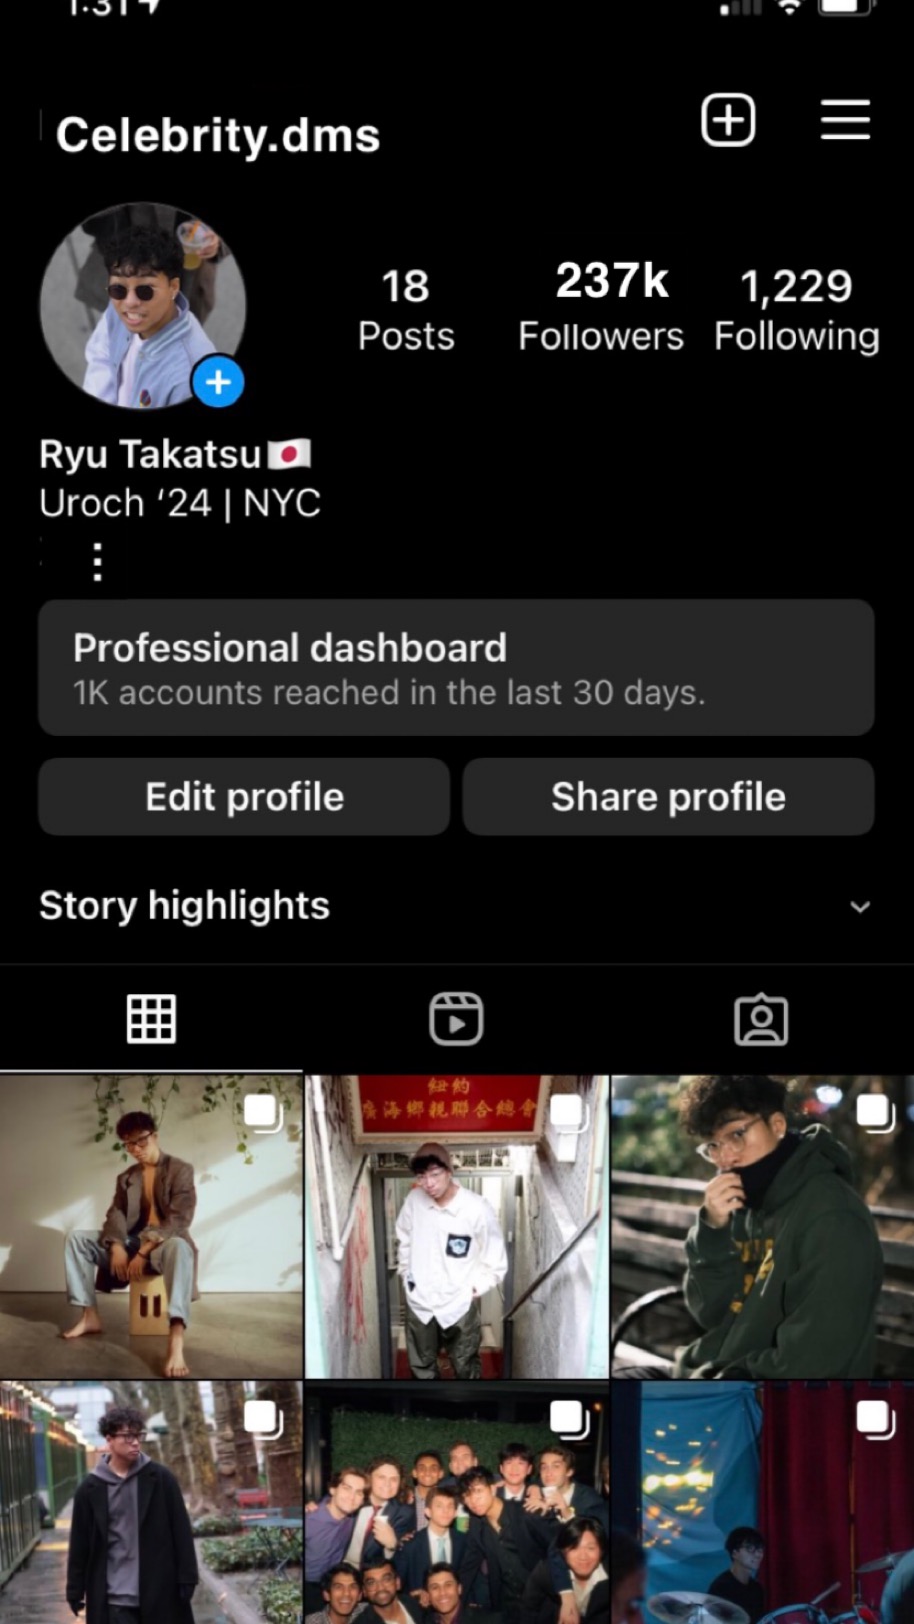 1:31
Celebrity.dms
18
237k
1,229
Posts
Followers
Following
Ryu Takatsu🇯🇵
Uroch ‘24 | NYC
Professional dashboard
1K accounts reached in the last 30 days.
Edit profile
Share profile
Story highlights
紐約
廣海鄉親聯合總會